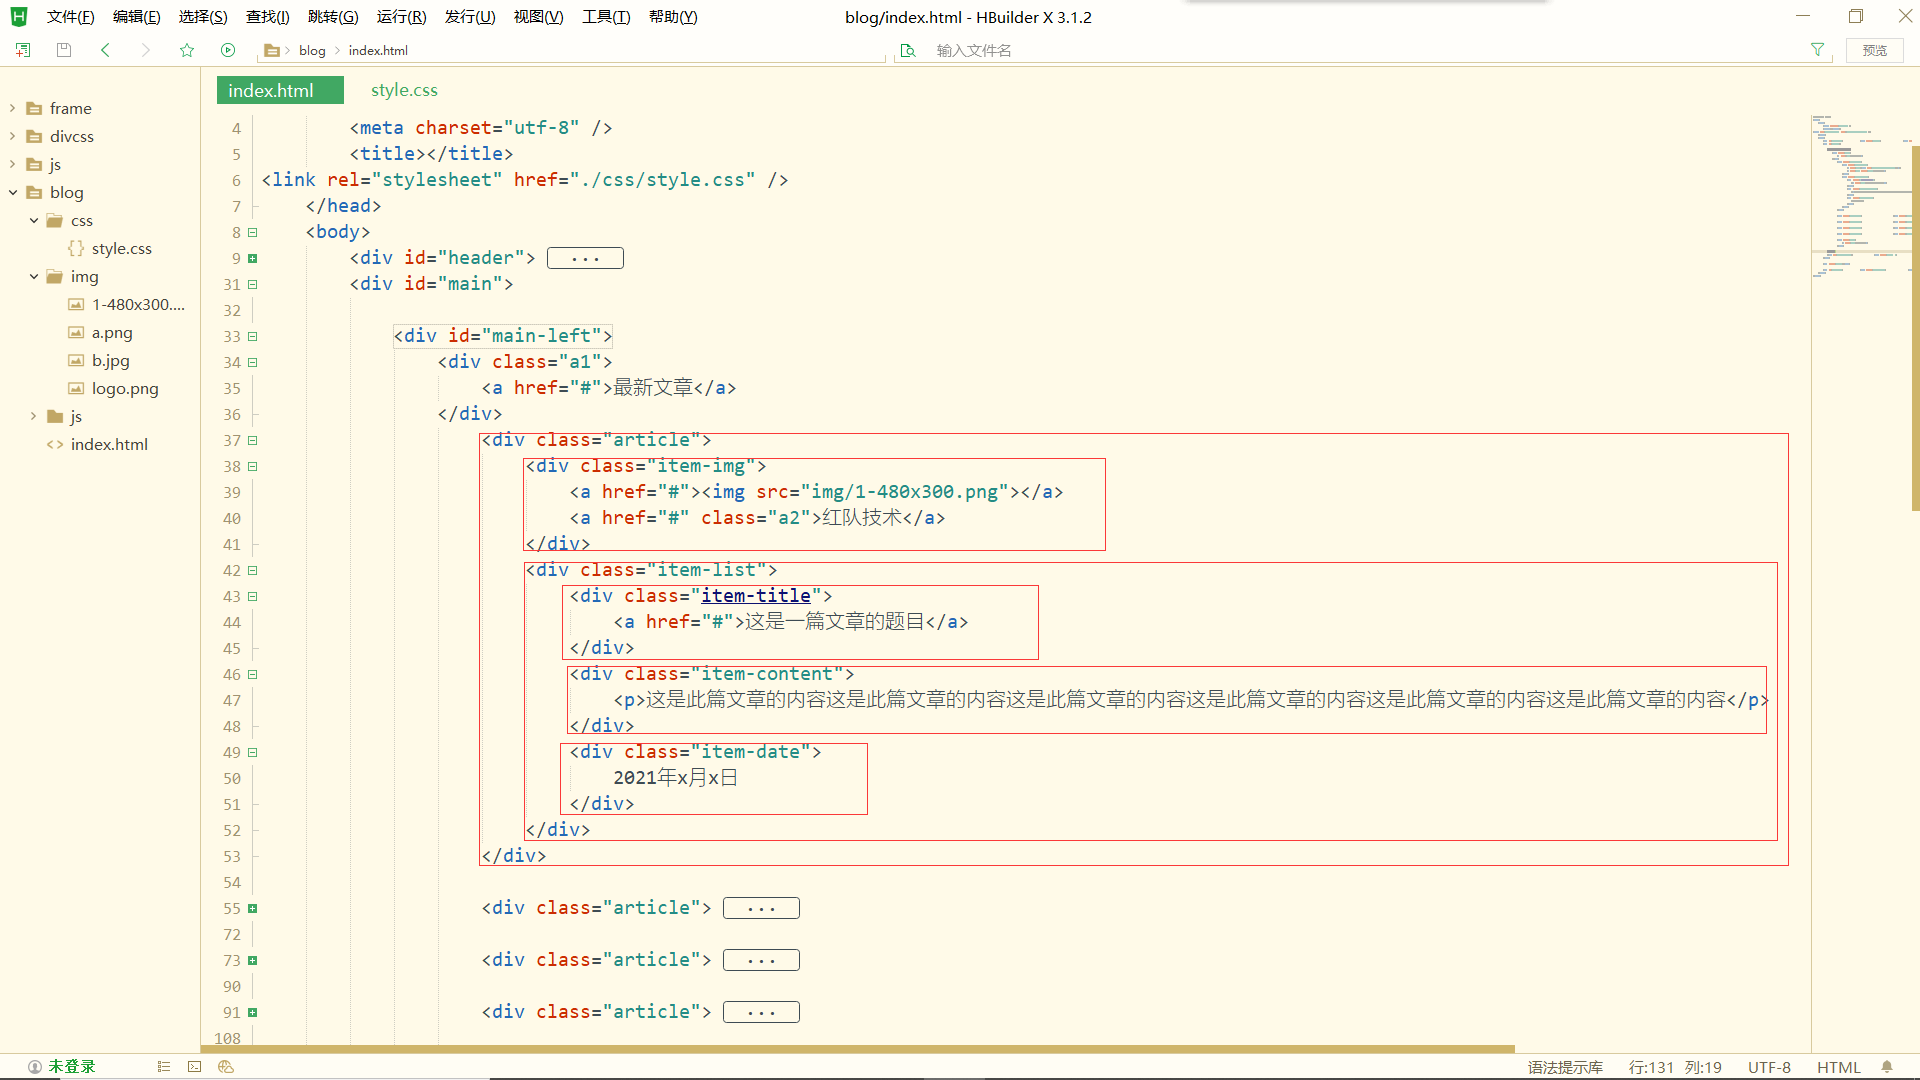 文件(F) 编辑(E) 选择(S) 查找(I) 跳转(G) 运行(R) 发行(U) 视图(V) 工具(T) 帮助(Y)
blog/index.html - HBuilder X 3.1.2
blog index.html
输入文件名
预览
frame
divcss
js
blog
css
style.css
img
1-480x300....
a.png
b.jpg
logo.png
js
index.html
index.html style.css
4 <meta charset="utf-8" />
5 <title></title>
6 <link rel="stylesheet" href="./css/style.css" />
7 </head>
8 <body>
9 <div id="header"> ...
31 <div id="main">
32
33 <div id="main-left">
34 <div class="a1">
35 <a href="#">最新文章</a>
36 </div>
37 <div class="article">
38 <div class="item-img">
39 <a href="#"><img src="img/1-480x300.png"></a>
40 <a href="#" class="a2">红队技术</a>
41 </div>
42 <div class="item-list">
43 <div class="item-title">
44 <a href="#">这是一篇文章的题目</a>
45 </div>
46 <div class="item-content">
47 <p>这是此篇文章的内容这是此篇文章的内容这是此篇文章的内容这是此篇文章的内容这是此篇文章的内容这是此篇文章的内容</p>
48 </div>
49 <div class="item-date">
50 2021年x月x日
51 </div>
52 </div>
53 </div>
54
55 <div class="article"> ...
72
73 <div class="article"> ...
90
91 <div class="article"> ...
108
未登录
语法提示库 行:131 列:19 UTF-8 HTML